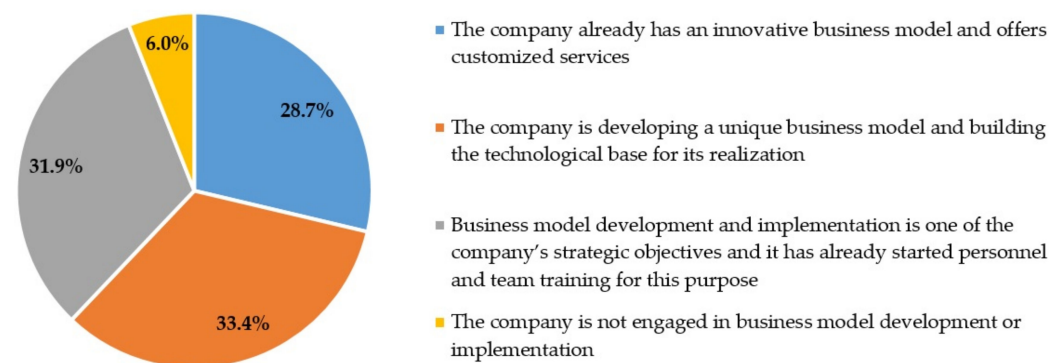 6.0%
28.7%
31.9%
33.4%
The company already has an innovative business model and offers
customized services
The company is developing a unique business model and building
the technological base for its realization
Business model development and implementation is one of the
company’s strategic objectives and it has already started personnel
and team training for this purpose
The company is not engaged in business model development or
implementation